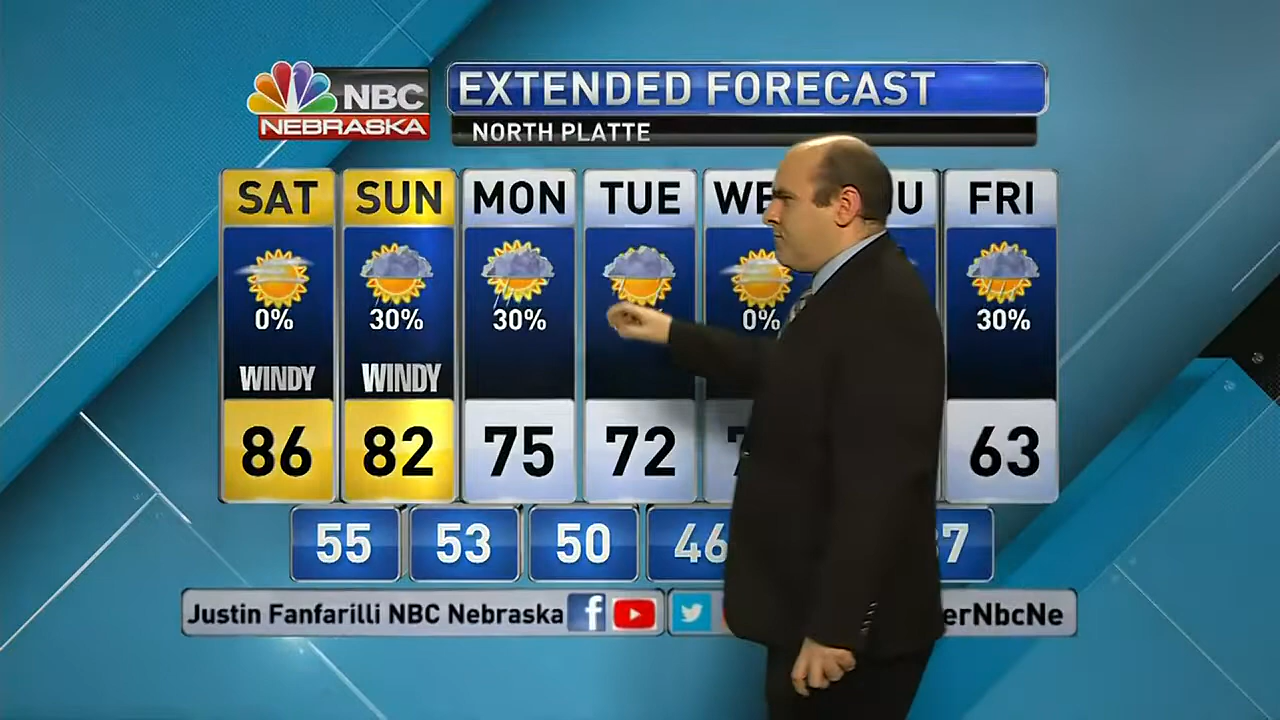 NBC
NEBRASKA
EXTENDED FORECAST
NORTH PLATTE
SAT SUN MON TUE FRI
0% 30% 30% 0% 30%
WINDY WINDY
86 82 75 72 63
55 53 50 46
Justin Fanfarilli NBC Nebraska